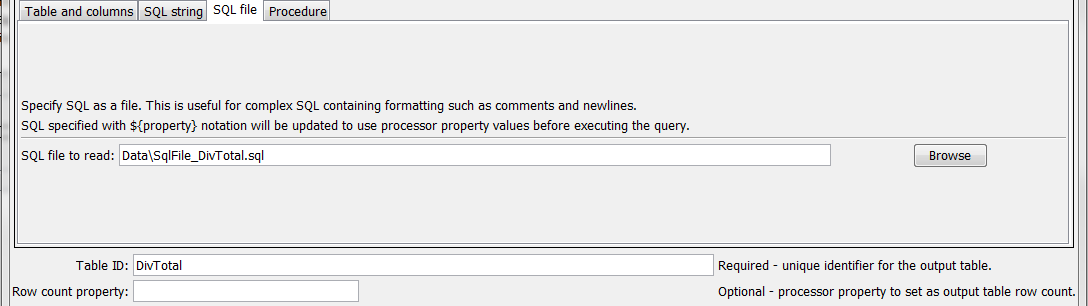 Table and columns SQL string SQL file Procedure
Specify SQL as a file. This is useful for complex SQL containing formatting such as comments and newlines.
SQL specified with ${property} notation will be updated to use processor property values before executing the query.
SQL file to read: Data\SqlFile_DivTotal.sql Browse
Table ID: DivTotal Required - unique identifier for the output table.
Row count property: Optional - processor property to set as output table row count.